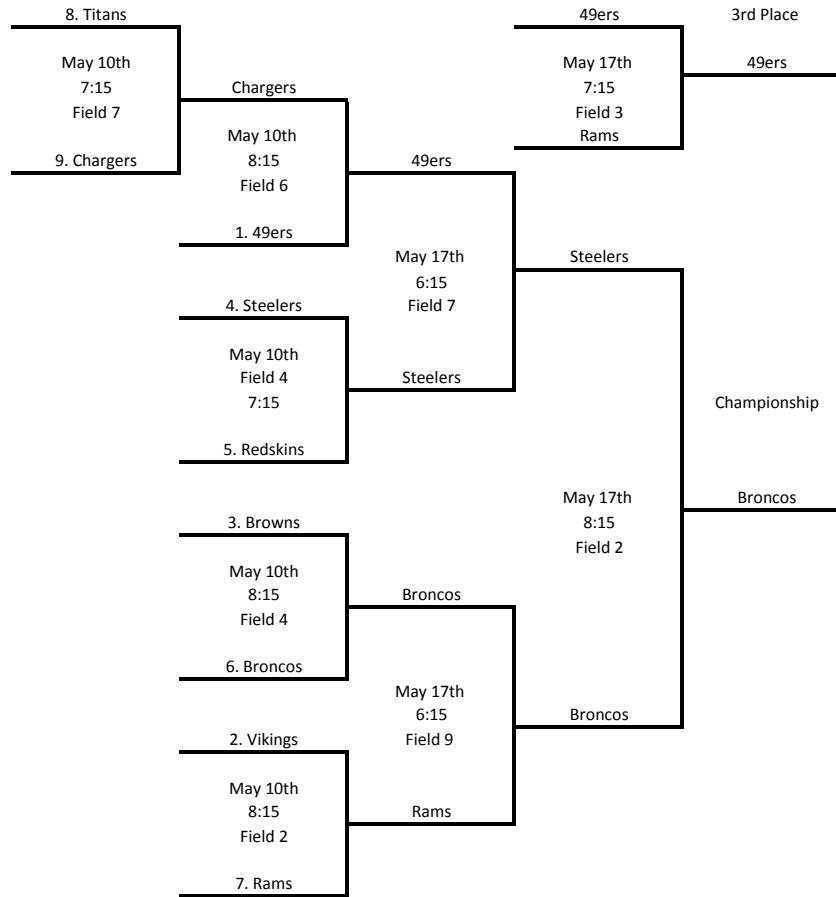 8. Titans
May 10th
7:15
Field 7
9. Chargers
Chargers
May 10th
8:15
Field 6
1. 49ers
4. Steelers
May 10th
Field 4
7:15
5. Redskins
3. Browns
May 10th
8:15
Field 4
6. Broncos
2. Vikings
May 10th
8:15
Field 2
7. Rams
49ers
May 17th
6:15
Field 7
Steelers
Broncos
May 17th
6:15
Field 9
Rams
Steelers
May 17th
8:15
Field 2
Broncos
Championship
Broncos
49ers
May 17th
7:15
Field 3
Rams
3rd Place
49ers